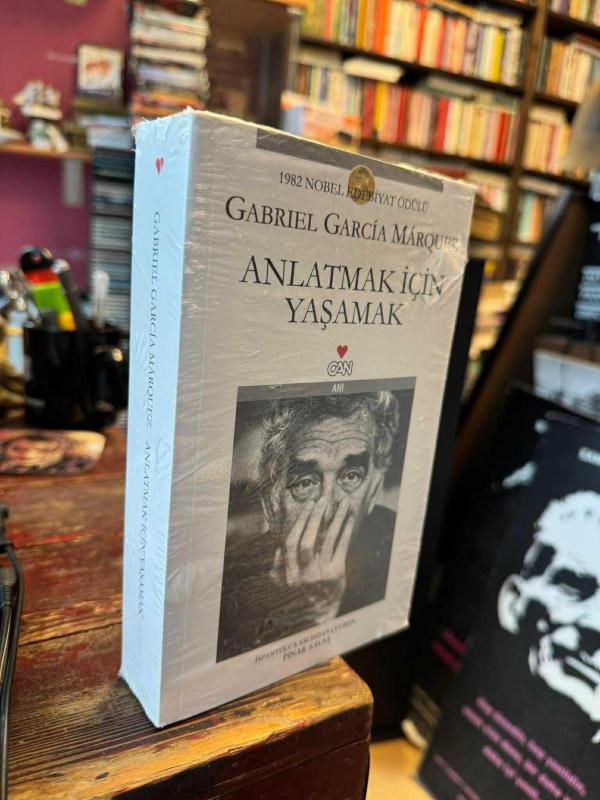 1982 NOBEL EDEBİYAT ÖDÜLÜ
GABRIEL GARCÍA MÁRQUEZ
ANLATMAK İÇİN
YAŞAMAK
CAN
ANI
İSPANYOLCA ASLINDAN ÇEVİREN
PINAR SAVAŞ
GABRIEL GARCÍA MÁRQUEZ ANLATMAK İÇİN YAŞAMAK